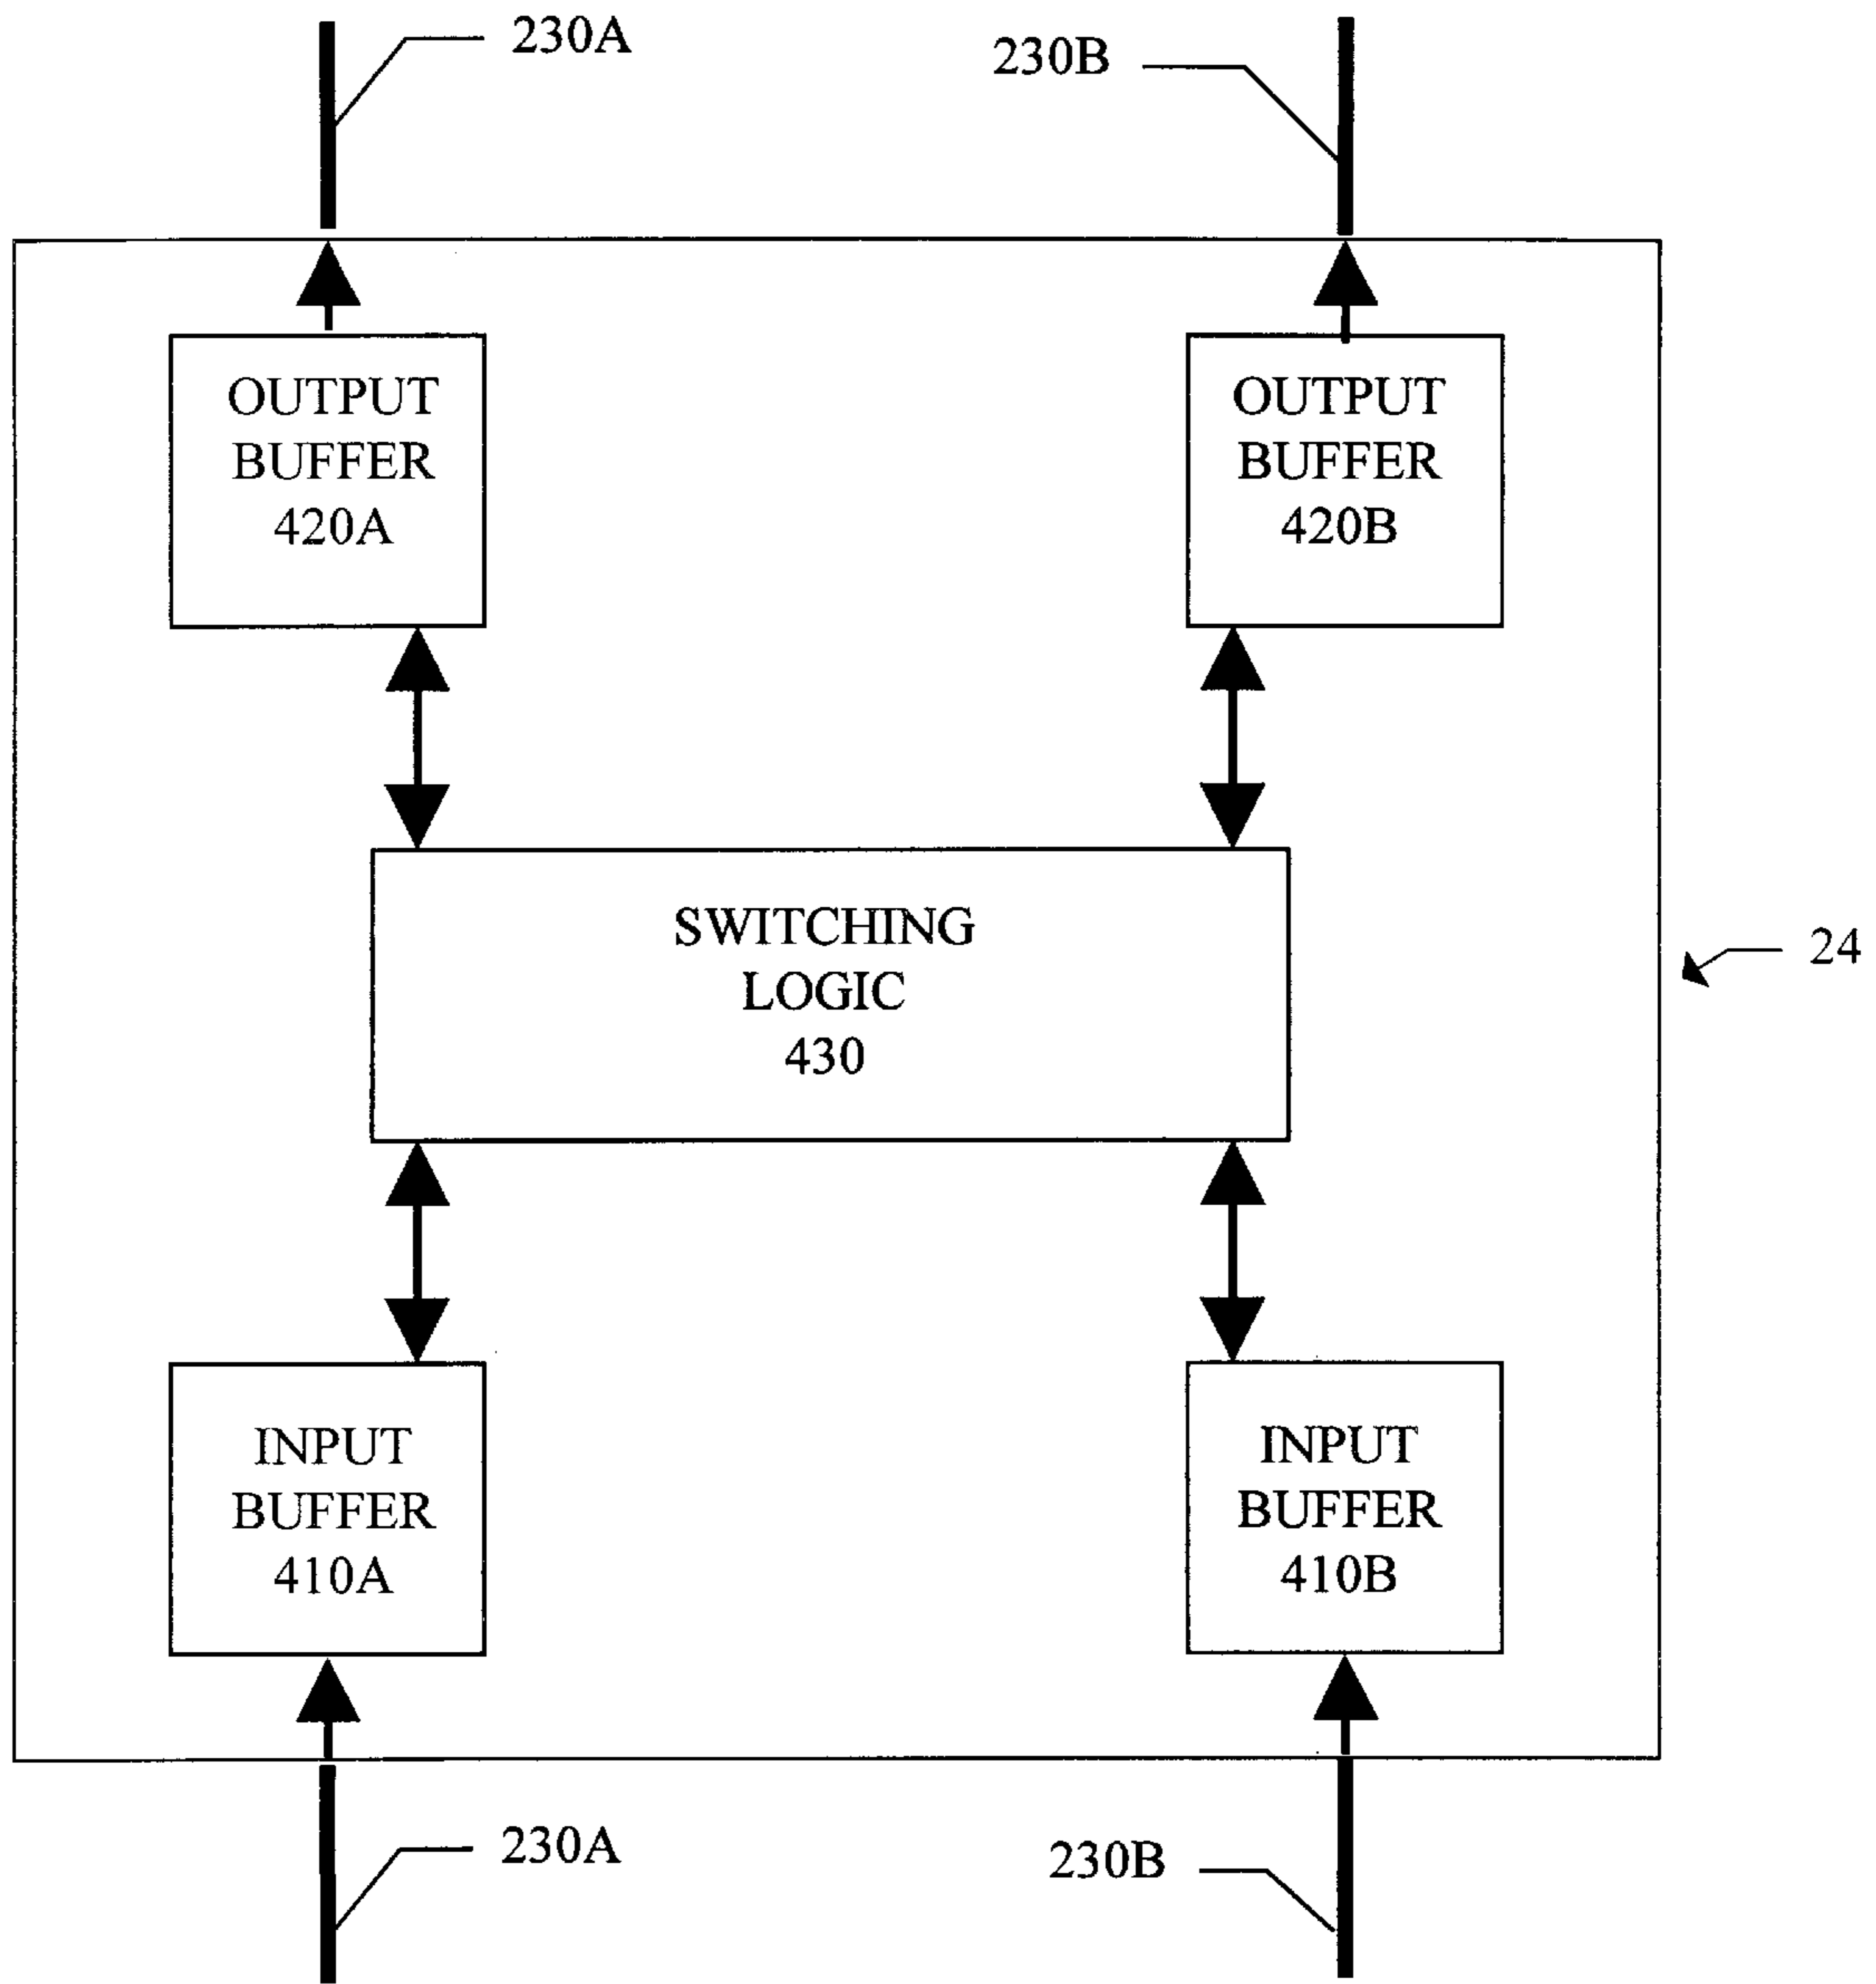 230A
230B
OUTPUT
BUFFER
420A
OUTPUT
BUFFER
420B
SWITCHING
LOGIC
430
24
INPUT
BUFFER
410A
INPUT
BUFFER
410B
230A
230B